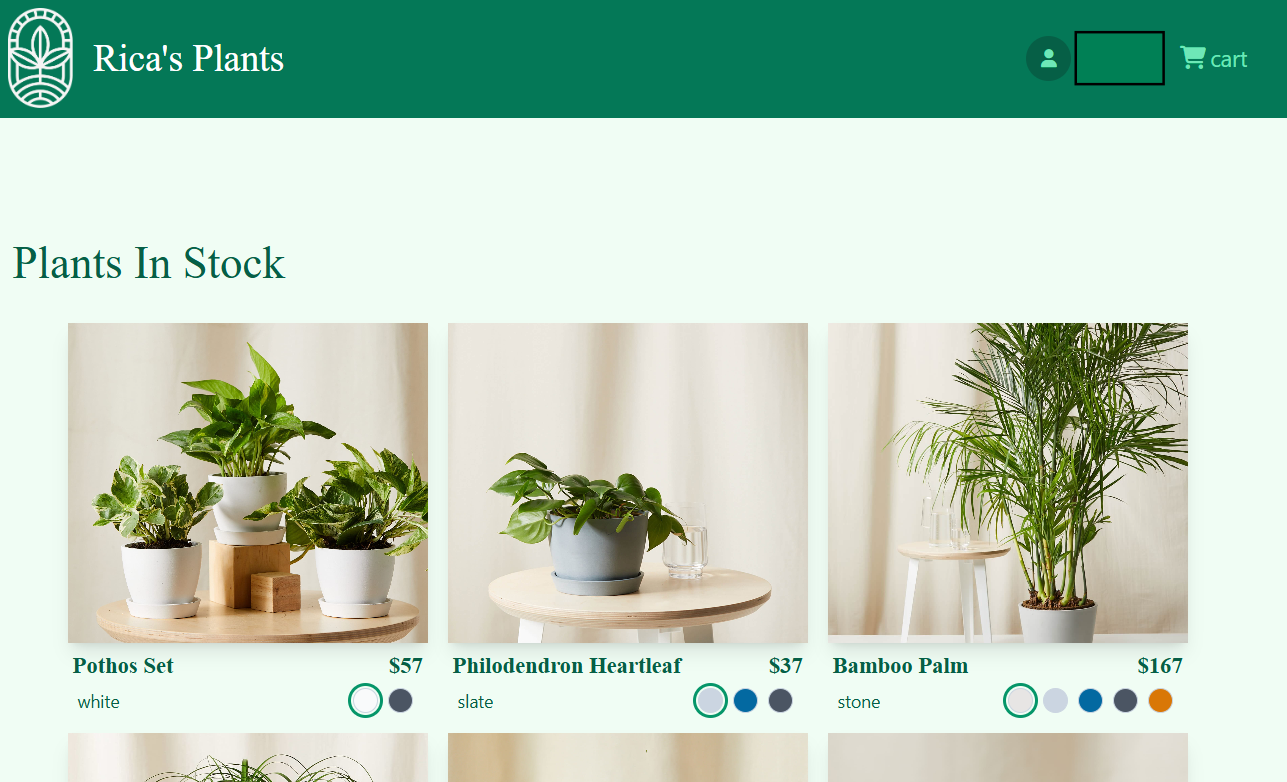 Rica's Plants
cart
Plants In Stock
Pothos Set $57
white
Philodendron Heartleaf $37
slate
Bamboo Palm $167
stone